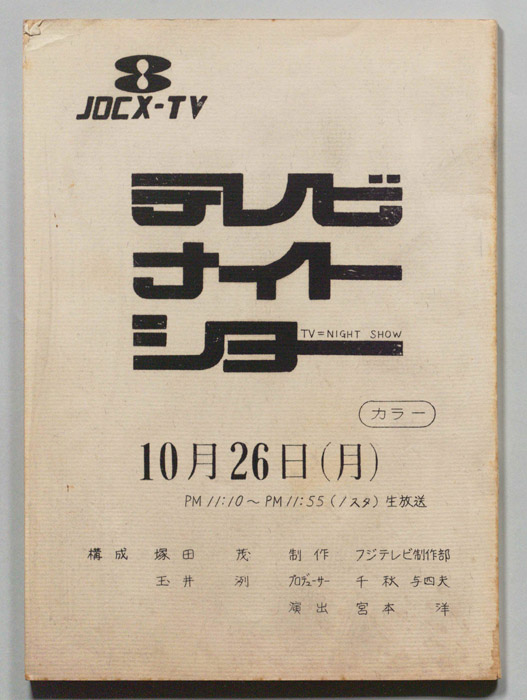 8
JOCX-TV
テレビ
ナイト
ショー
TV=NIGHT SHOW
カラー
10月26日(月)
PM 11:10～PM 11:55(1スタ)生放送
構成 塚田 茂 制作 フジテレビ制作部
玉井 冽 プロデューサー 千秋 与四夫
演出 宮本 洋